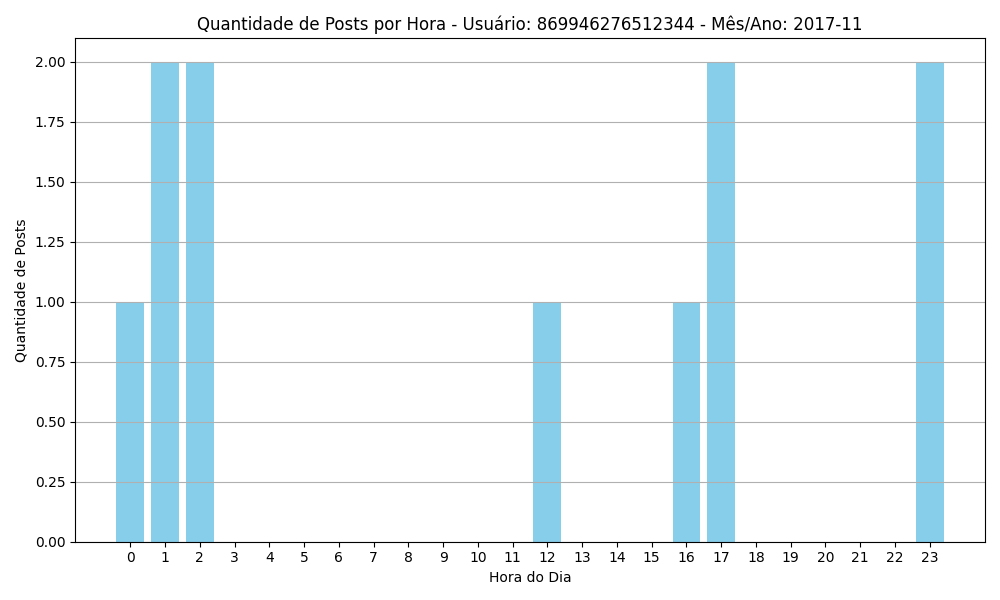 Quantidade de Posts por Hora - Usuário: 869946276512344 - Mês/Ano: 2017-11
Quantidade de Posts
2.00
1.75
1.50
1.25
1.00
0.75
0.50
0.25
0.00
0 1 2 3 4 5 6 7 8 9 10 11 12 13 14 15 16 17 18 19 20 21 22 23
Hora do Dia